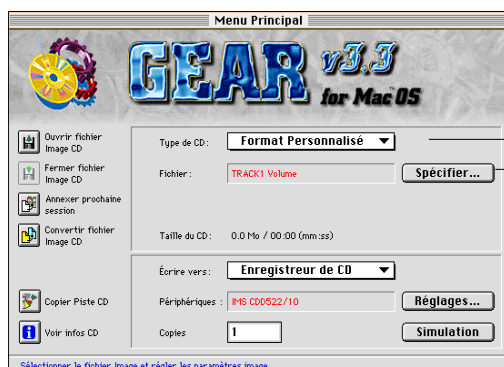 Menu Principal
GEAR v3.3
for Mac OS
Ouvrir fichier
Image CD
Fermer fichier
Image CD
Annexer prochaine
session
Convertir fichier
Image CD
Copier Piste CD
Voir infos CD
Type de CD: Format Personnalisé
Fichier: TRACK1 Volume Spécifier...
Taille du CD: 0.0 Mo / 00:00 (mm:ss)
Écrire vers: Enregistreur de CD
Périphériques : IMS CDD522/10 Réglages...
Copies 1 Simulation
Sélectionner le fichier Image et régler les paramètres image